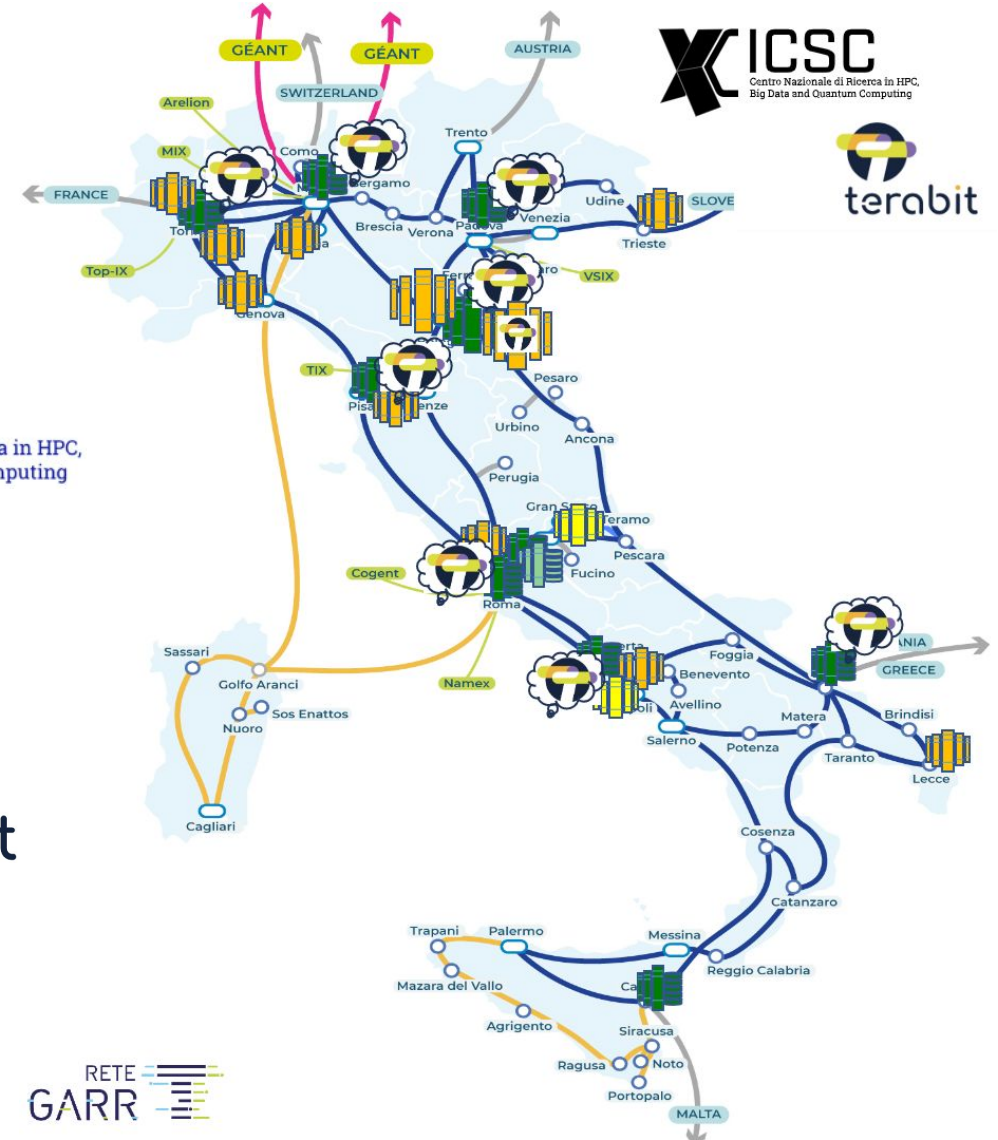 GÉANT
GÉANT
AUSTRIA
SWITZERLAND
ICSC
Centro Nazionale di Ricerca in HPC,
Big Data and Quantum Computing
terabit
Arelion
MIX
FRANCE
Top-IX
Como
Trento
Brescia
Verona
Venezia
Udine
Trieste
VSIX
TIX
Pesaro
Urbino
Ancona
Perugia
a in HPC,
Teramo
Pescara
Fucino
Cogent
Roma
Namex
Sassari
Golfo Aranci
Sos Enattos
Nuoro
Cagliari
Foggia
Benevento
Avellino
Salerno
Potenza
Matera
Taranto
Brindisi
Lecce
GREECE
Cosenza
Catanzaro
Trapani
Palermo
Messina
Reggio Calabria
Mazara del Vallo
Agrigento
Siracusa
Ragusa
Noto
Portopalo
MALTA
RETE
GARR